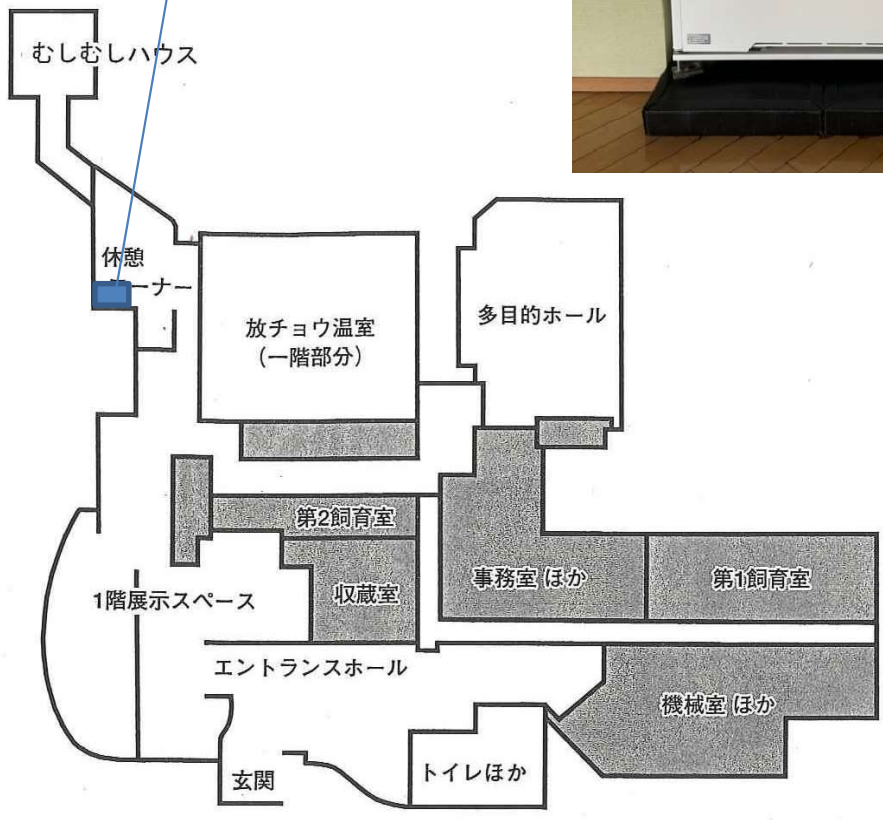 むしむしハウス
休憩
ーナー
放チョウ温室
(一階部分)
多目的ホール
第2飼育室
収蔵室
事務室 ほか
第1飼育室
1階展示スペース
エントランスホール
機械室 ほか
玄関
トイレほか